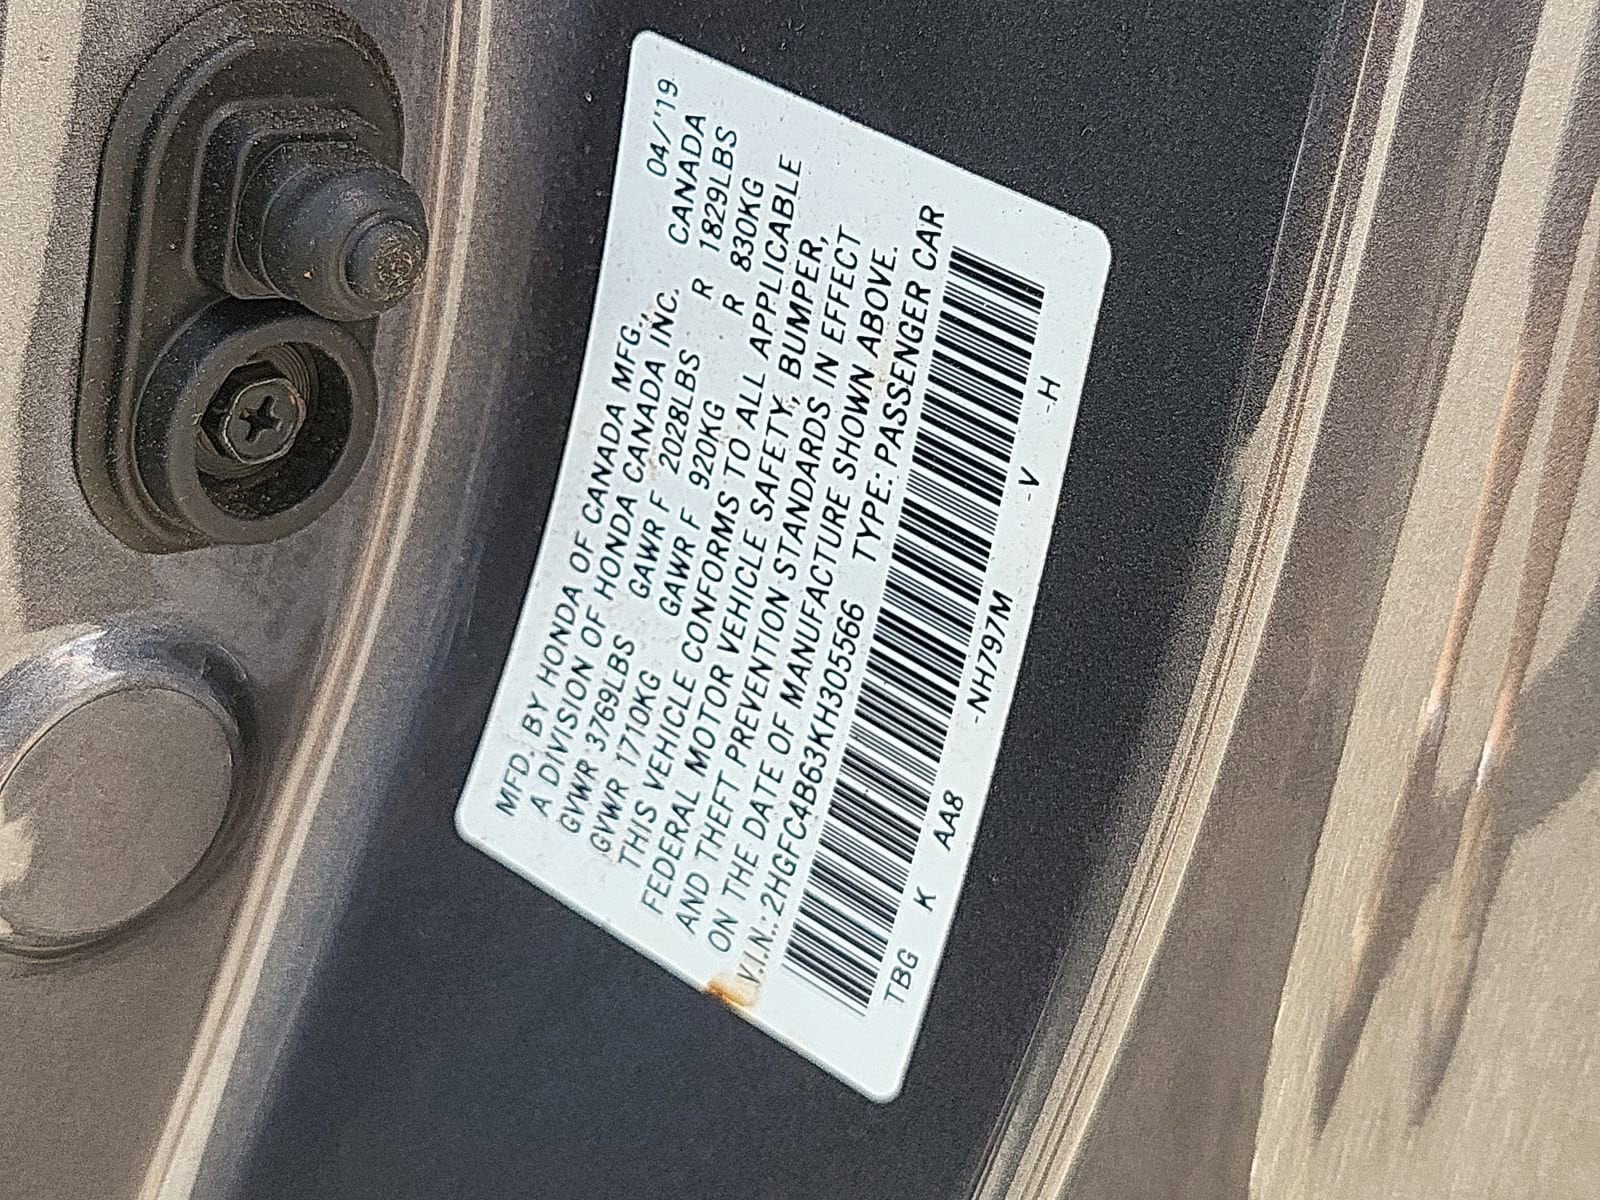 MFD. BY HONDA OF CANADA MFG., 04/'19
A DIVISION OF HONDA CANADA INC. CANADA
GVWR 3769LBS GAWR F 2028LBS R 1829LBS
GVWR 1710KG GAWR F 920KG R 830KG
THIS VEHICLE CONFORMS TO ALL APPLICABLE
FEDERAL MOTOR VEHICLE SAFETY, BUMPER,
AND THEFT PREVENTION STANDARDS IN EFFECT
ON THE DATE OF MANUFACTURE SHOWN ABOVE.
V.I.N.: 2HGFC4B63KH305566 TYPE: PASSENGER CAR
TBG K AA8 -NH797M -V -H